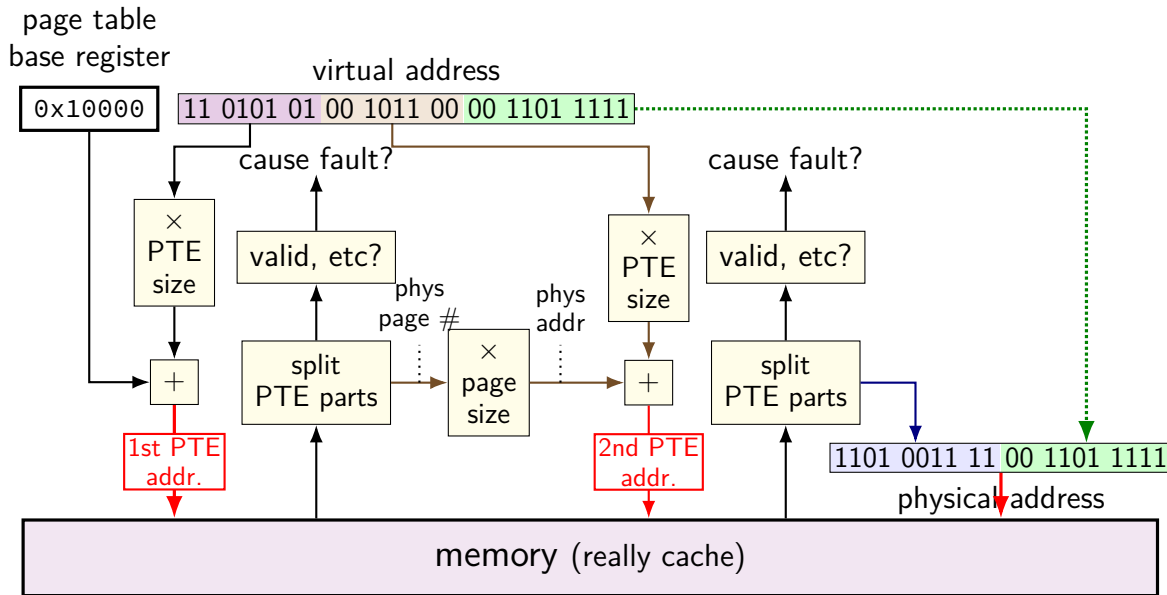 page table
base register
0x10000
virtual address
11 0101 01 00 1011 00 00 1101 1111
cause fault?
cause fault?
×
PTE
size
valid, etc?
×
PTE
size
valid, etc?
phys
page #
phys
addr
+
split
PTE parts
×
page
size
+
split
PTE parts
1st PTE
addr.
2nd PTE
addr.
1101 0011 11 00 1101 1111
physical address
memory (really cache)